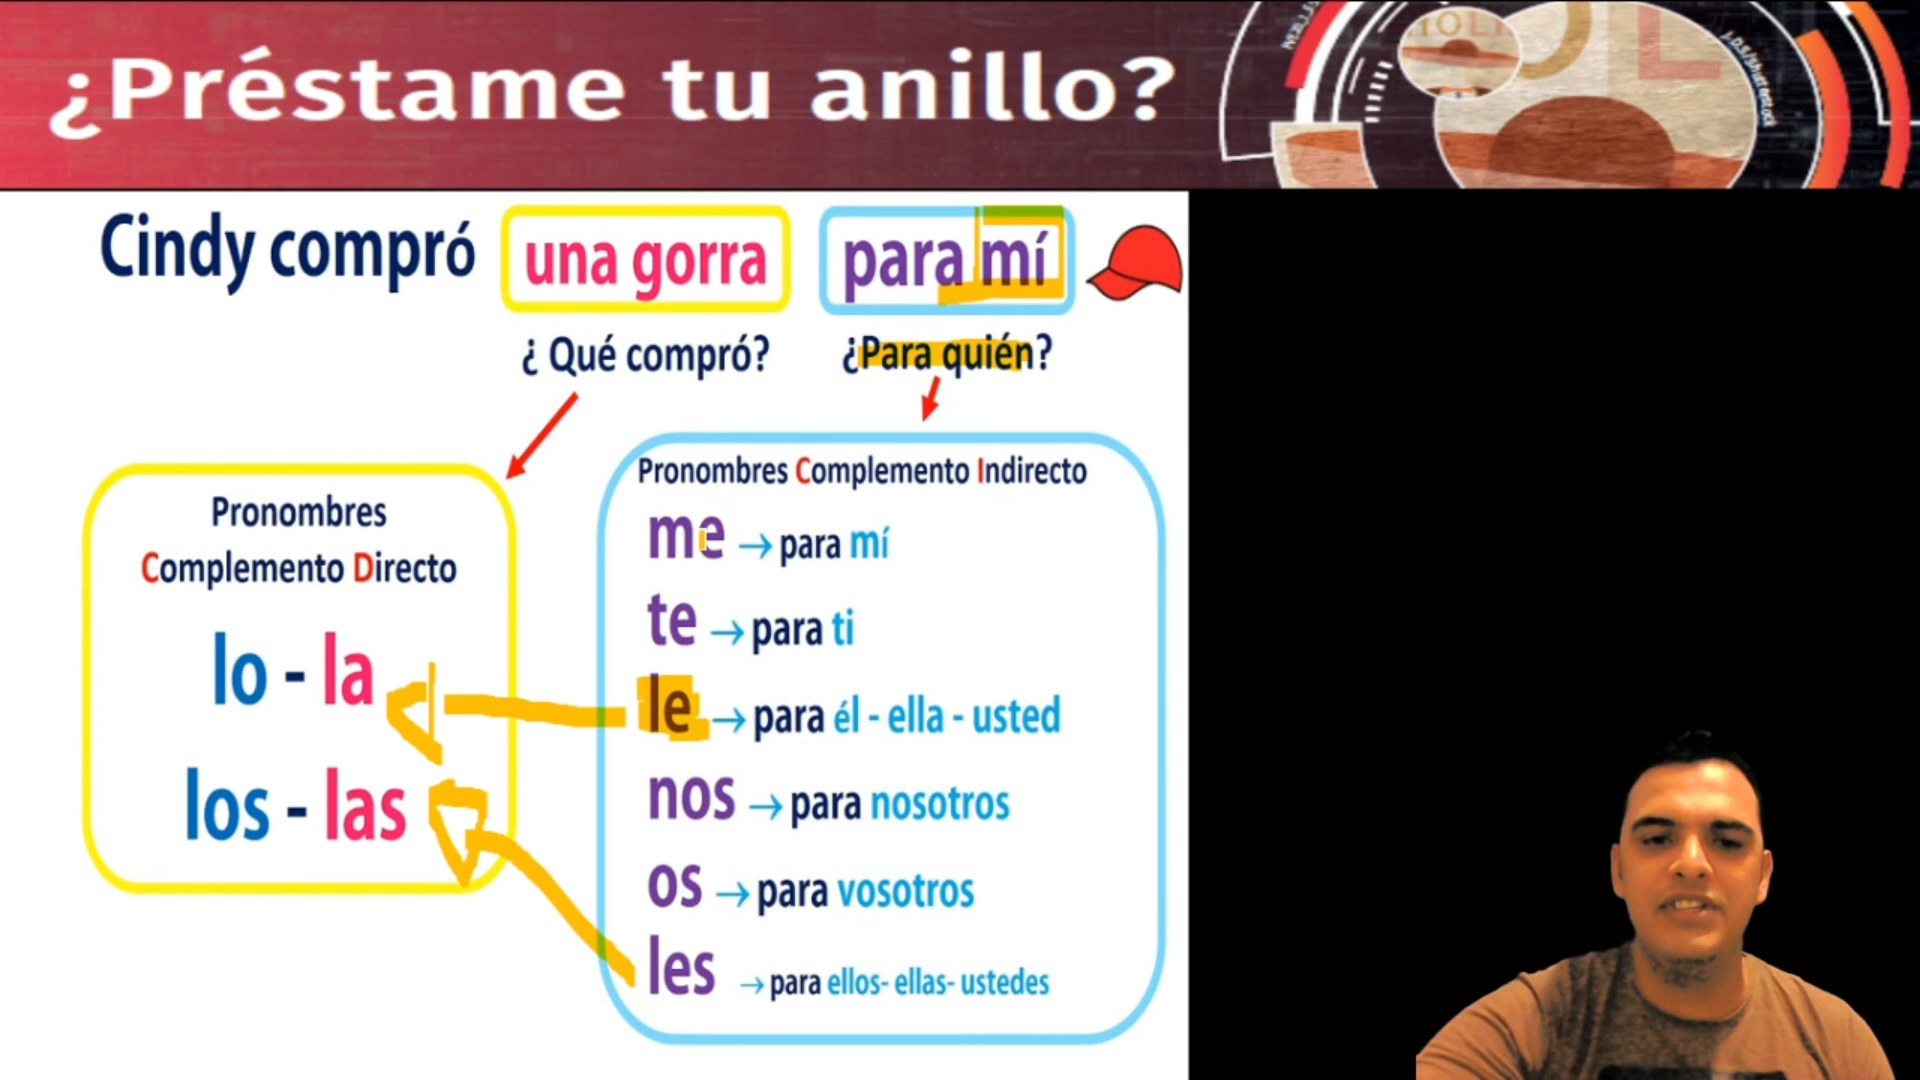 ¿Préstame tu anillo?
Cindy compró una gorra para mí
¿ Qué compró? ¿Para quién?
Pronombres
Complemento Directo
lo - la
los - las
Pronombres Complemento Indirecto
me → para mí
te → para ti
le → para él - ella - usted
nos → para nosotros
os → para vosotros
les → para ellos- ellas- ustedes